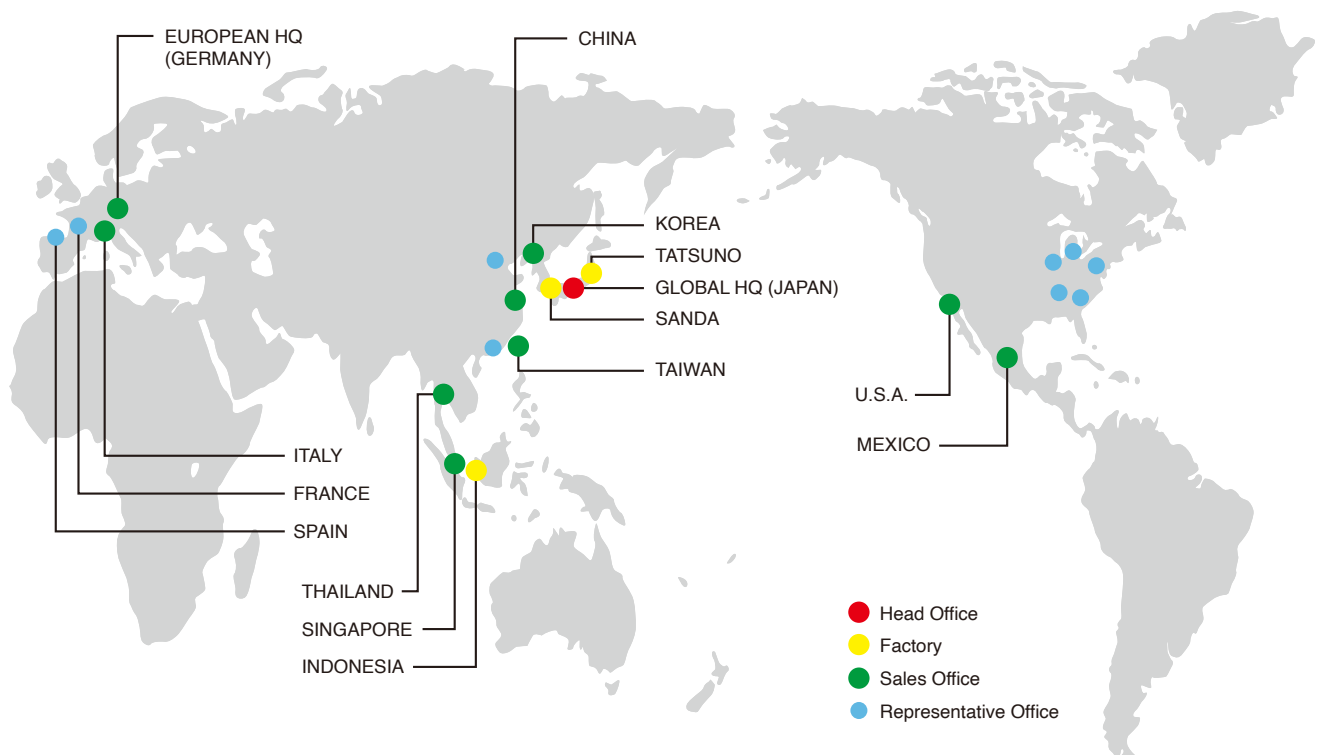 EUROPEAN HQ
(GERMANY)
CHINA
KOREA
TATSUNO
GLOBAL HQ (JAPAN)
SANDA
TAIWAN
U.S.A.
MEXICO
ITALY
FRANCE
SPAIN
THAILAND
SINGAPORE
INDONESIA
Head Office
Factory
Sales Office
Representative Office